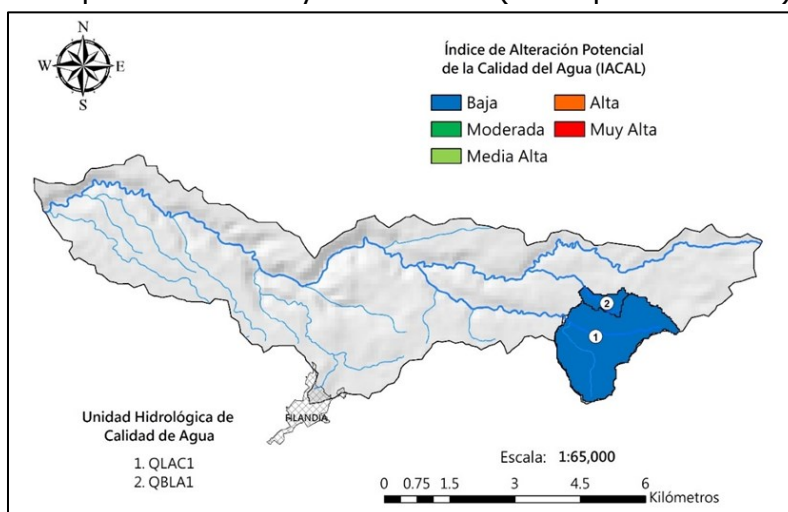 N
W
E
S
Índice de Alteración Potencial
de la Calidad del Agua (IACAL)
Baja
Alta
Moderada
Muy Alta
Media Alta
2
1
FILANDIA
Unidad Hidrológica de
Calidad de Agua
1. QLAC1
2. QBLA1
Escala: 1:65,000
0 0.75 1.5 3 4.5 6
Kilómetros